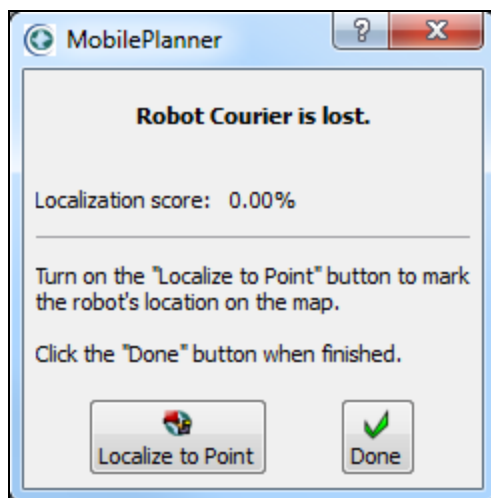 MobilePlanner
Robot Courier is lost.
Localization score: 0.00%
Turn on the "Localize to Point" button to mark
the robot's location on the map.
Click the "Done" button when finished.
Localize to Point
Done